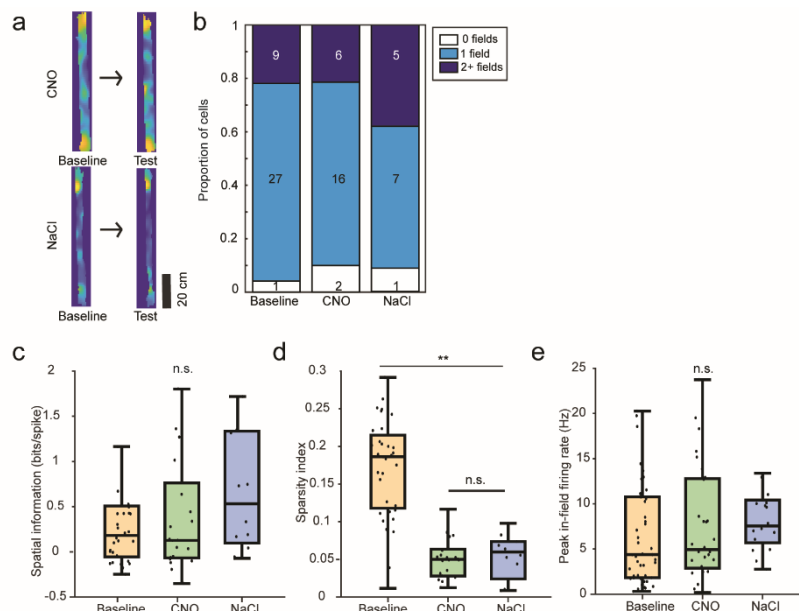 a
CNO
Baseline
Test
NaCl
Baseline
Test
20 cm
b
Proportion of cells
1
0.8
0.6
0.4
0.2
0
9
6
5
27
16
7
1
2
1
Baseline
CNO
NaCl
0 fields
1 field
2+ fields
c
Spatial information (bits/spike)
2
1.5
1
0.5
0
-0.5
n.s.
Baseline
CNO
NaCl
d
Sparsity index
0.3
0.25
0.2
0.15
0.1
0.05
0
**
n.s.
Baseline
CNO
NaCl
e
Peak in-field firing rate (Hz)
25
20
15
10
5
0
n.s.
Baseline
CNO
NaCl